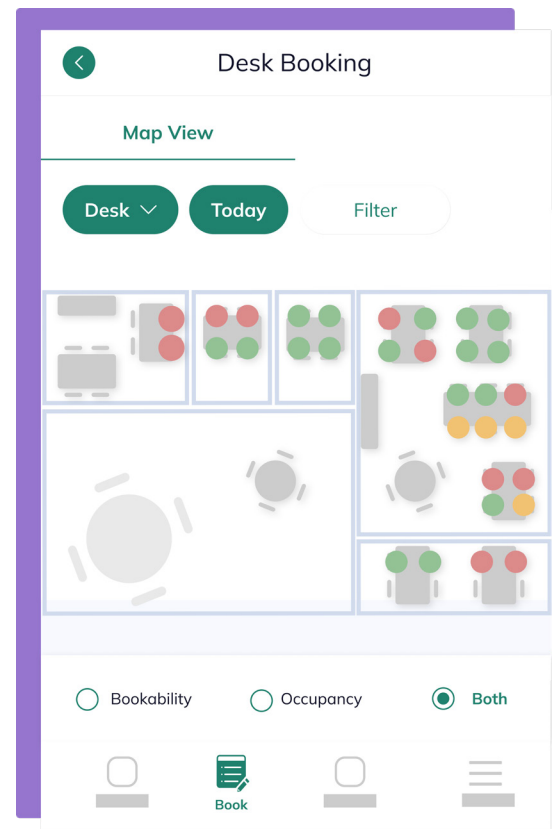 Desk Booking
Map View
Desk Today Filter
Bookability Occupancy Both
Book